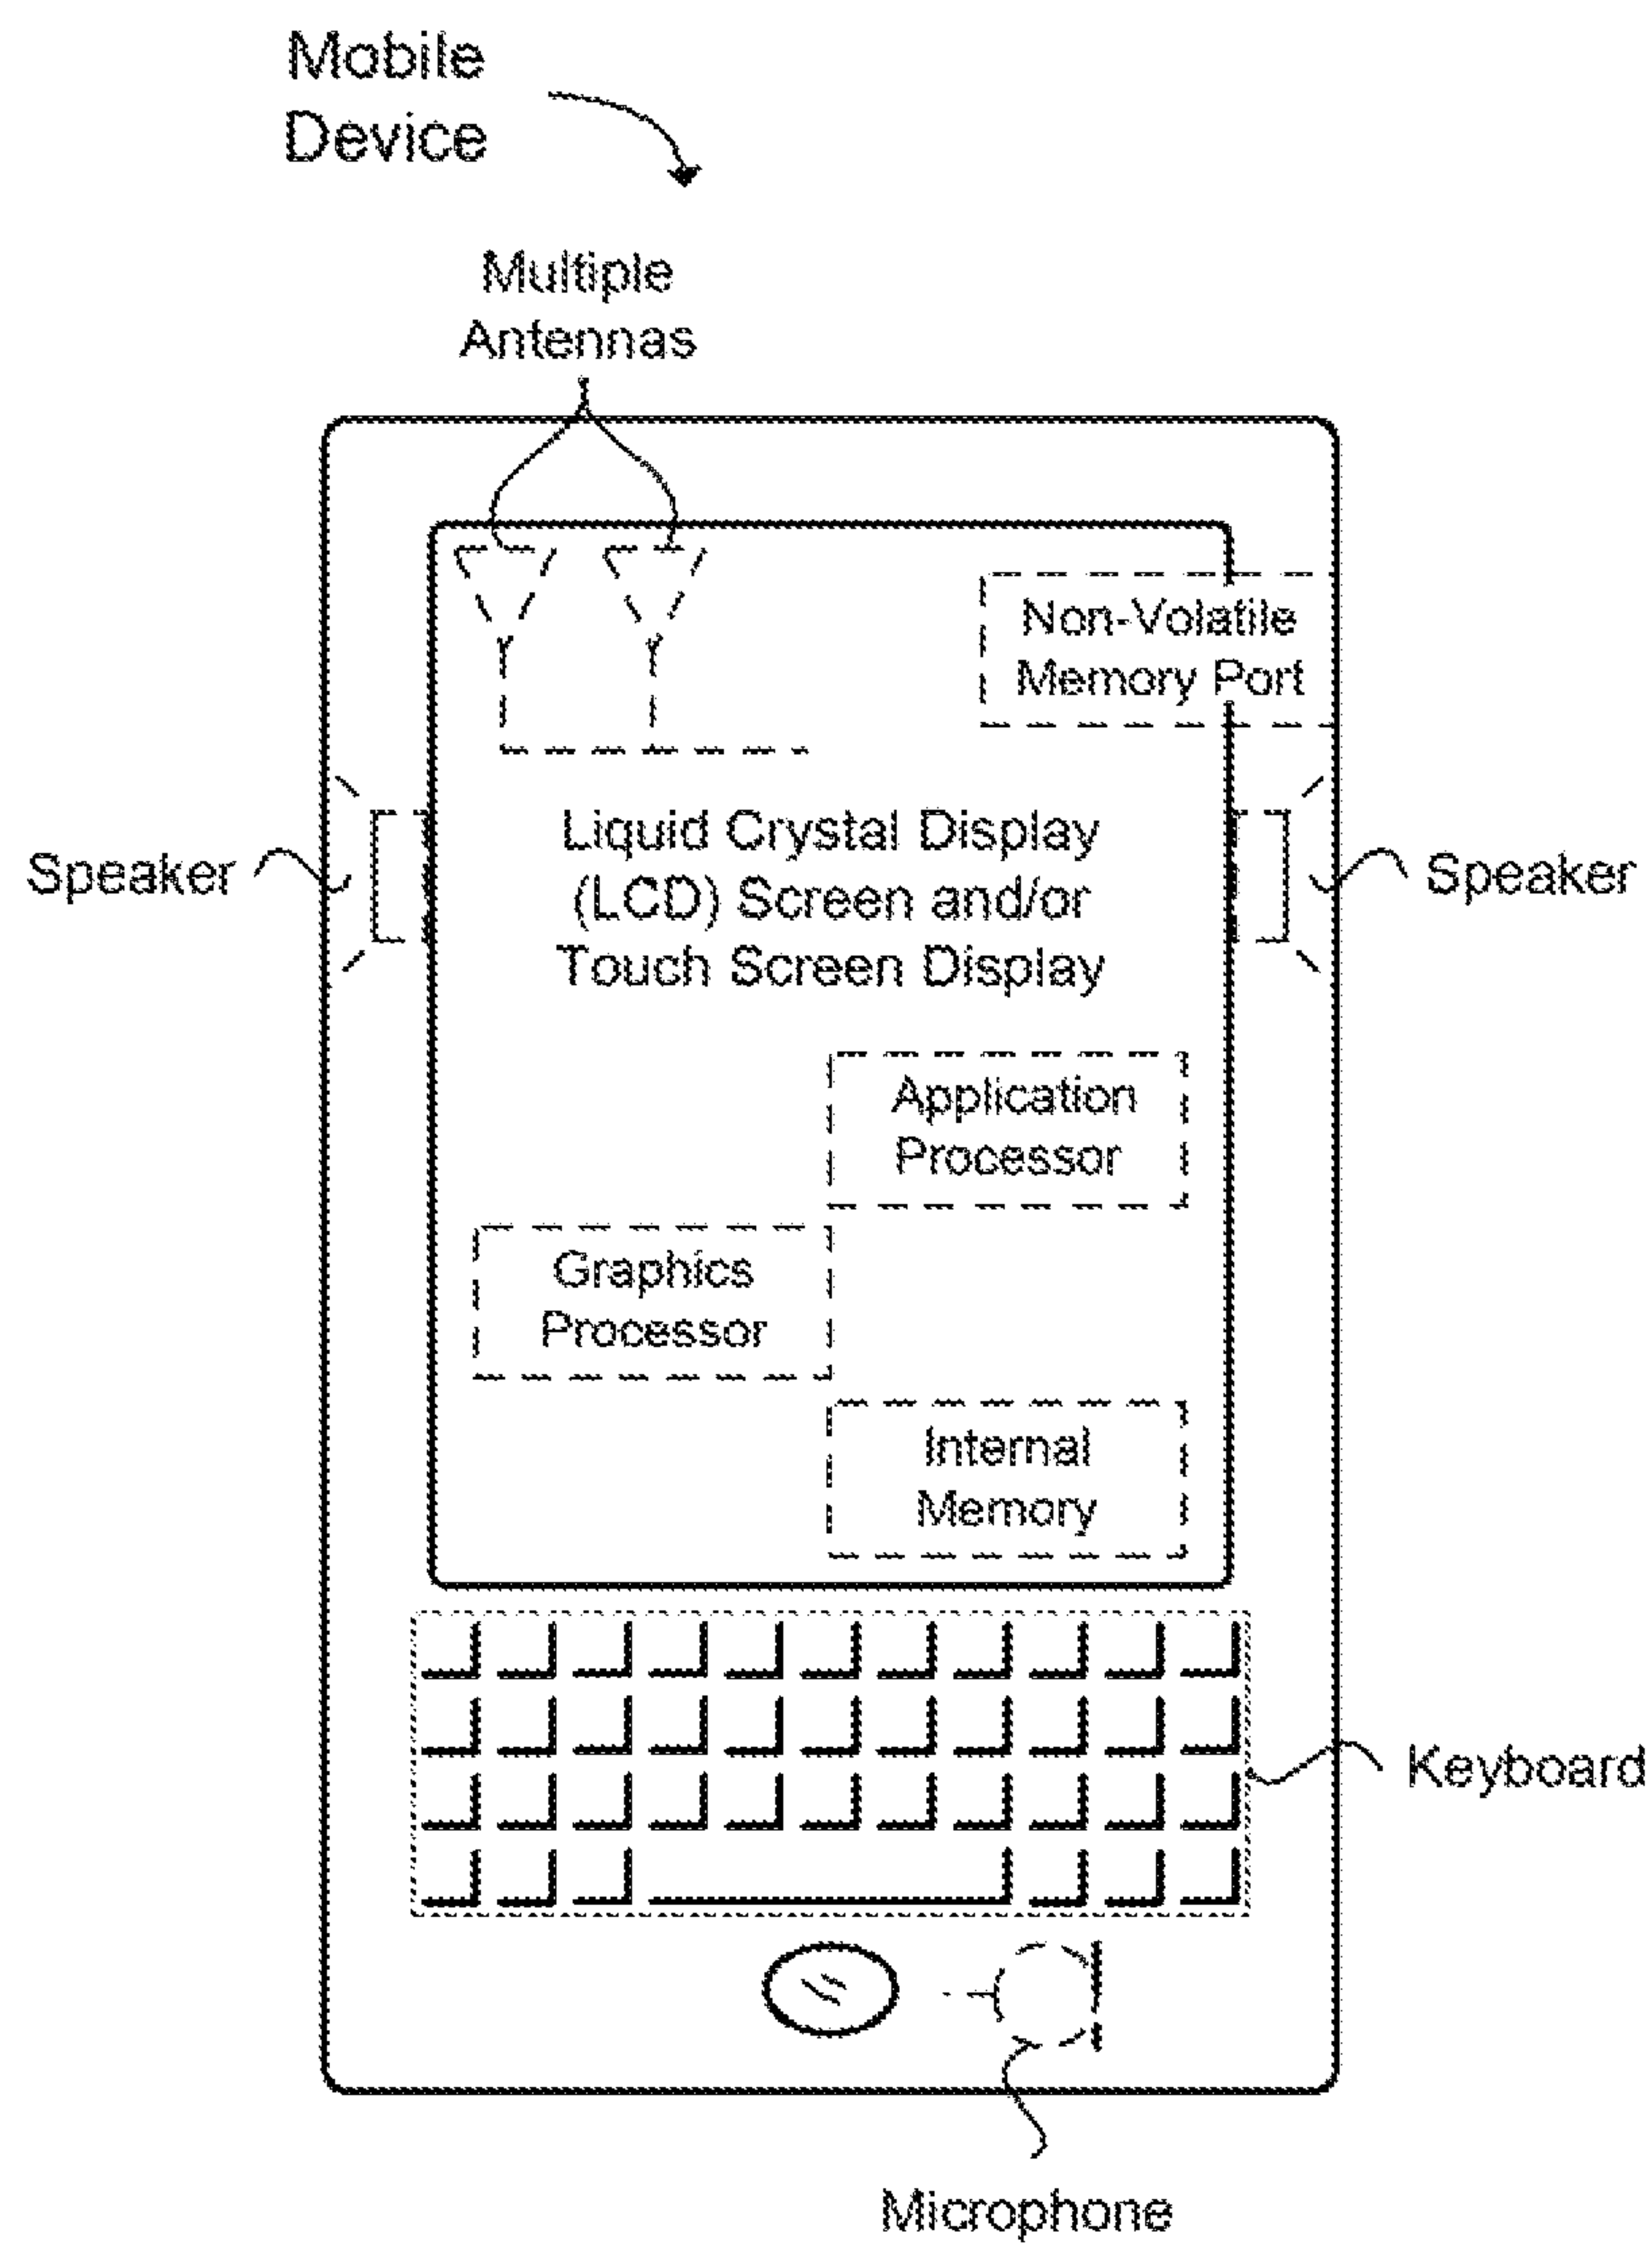 Mobile
Device
Multiple
Antennas
Non-Volatile
Memory Port
Speaker
Liquid Crystal Display
(LCD) Screen and/or
Touch Screen Display
Speaker
Application
Processor
Graphics
Processor
Internal
Memory
Keyboard
Microphone